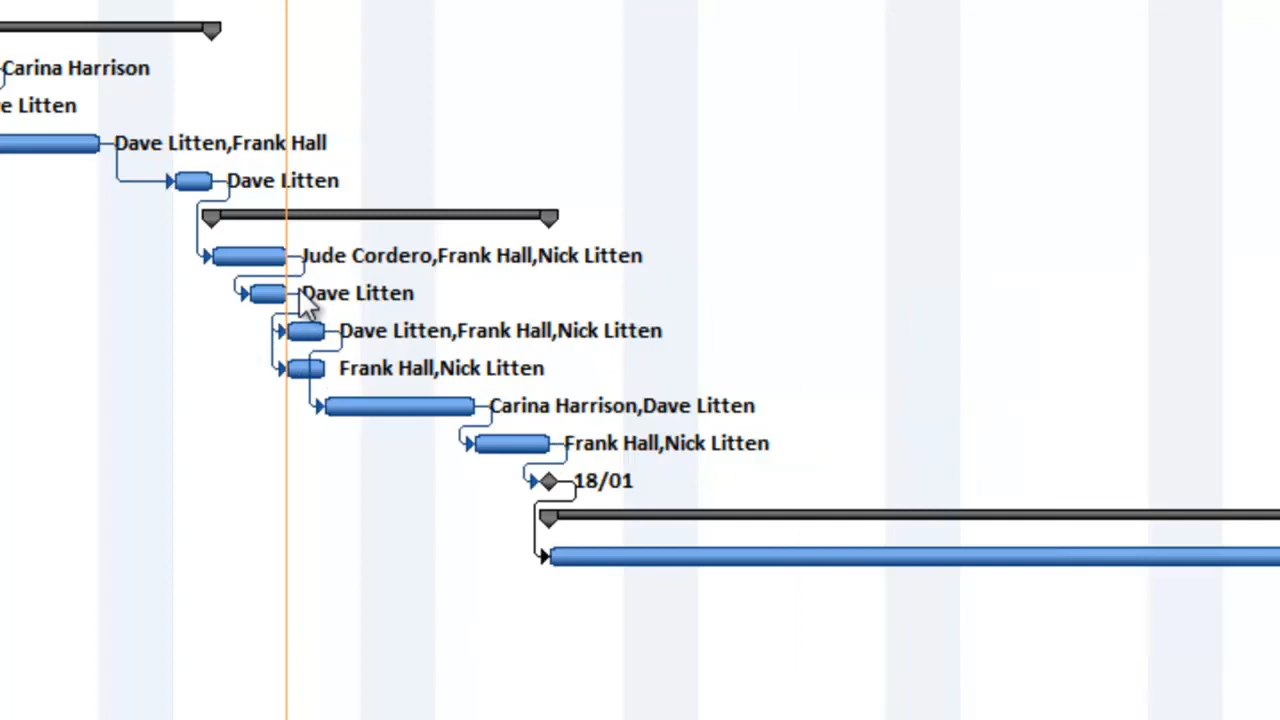 Carina Harrison
e Litten
Dave Litten,Frank Hall
Dave Litten
Jude Cordero,Frank Hall,Nick Litten
Dave Litten
Dave Litten,Frank Hall,Nick Litten
Frank Hall,Nick Litten
Carina Harrison,Dave Litten
Frank Hall,Nick Litten
18/01